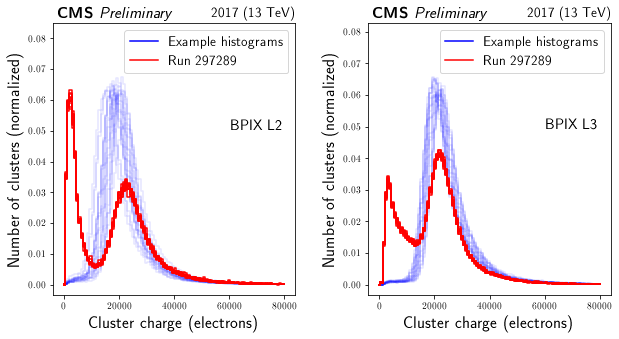 CMS Preliminary 2017 (13 TeV)
Number of clusters (normalized)
0.08
0.07
0.06
0.05
0.04
0.03
0.02
0.01
0.00
Example histograms
Run 297289
BPIX L2
0 20000 40000 60000 80000
Cluster charge (electrons)
CMS Preliminary 2017 (13 TeV)
Number of clusters (normalized)
0.08
0.07
0.06
0.05
0.04
0.03
0.02
0.01
0.00
Example histograms
Run 297289
BPIX L3
0 20000 40000 60000 80000
Cluster charge (electrons)